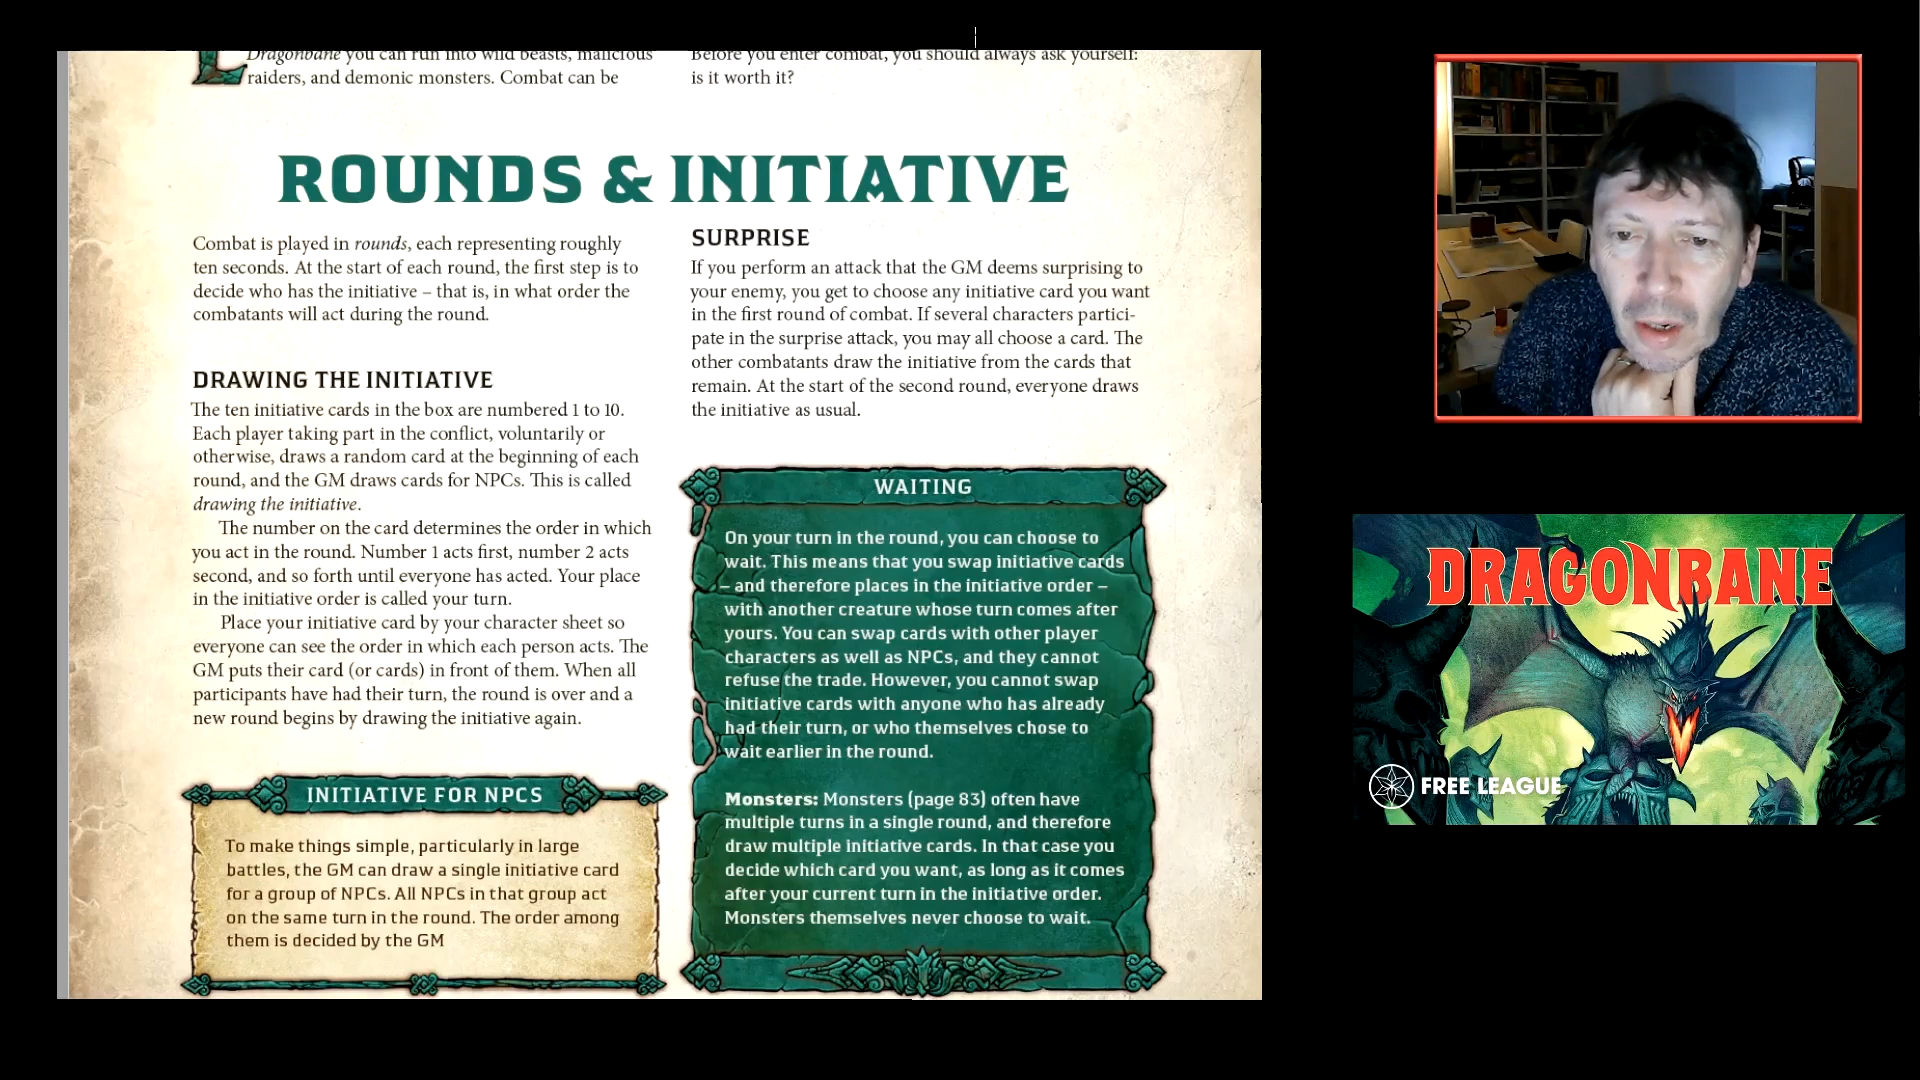 Dragonbane you can run into wild beasts, malicious
raiders, and demonic monsters. Combat can be
Before you enter combat, you should always ask yourself:
is it worth it?
ROUNDS & INITIATIVE
Combat is played in rounds, each representing roughly
ten seconds. At the start of each round, the first step is to
decide who has the initiative – that is, in what order the
combatants will act during the round.
DRAWING THE INITIATIVE
The ten initiative cards in the box are numbered 1 to 10.
Each player taking part in the conflict, voluntarily or
otherwise, draws a random card at the beginning of each
round, and the GM draws cards for NPCs. This is called
drawing the initiative.
The number on the card determines the order in which
you act in the round. Number 1 acts first, number 2 acts
second, and so forth until everyone has acted. Your place
in the initiative order is called your turn.
Place your initiative card by your character sheet so
everyone can see the order in which each person acts. The
GM puts their card (or cards) in front of them. When all
participants have had their turn, the round is over and a
new round begins by drawing the initiative again.
INITIATIVE FOR NPCS
To make things simple, particularly in large
battles, the GM can draw a single initiative card
for a group of NPCs. All NPCs in that group act
on the same turn in the round. The order among
them is decided by the GM
SURPRISE
If you perform an attack that the GM deems surprising to
your enemy, you get to choose any initiative card you want
in the first round of combat. If several characters partici-
pate in the surprise attack, you may all choose a card. The
other combatants draw the initiative from the cards that
remain. At the start of the second round, everyone draws
the initiative as usual.
WAITING
On your turn in the round, you can choose to
wait. This means that you swap initiative cards
– and therefore places in the initiative order –
with another creature whose turn comes after
yours. You can swap cards with other player
characters as well as NPCs, and they cannot
refuse the trade. However, you cannot swap
initiative cards with anyone who has already
had their turn, or who themselves chose to
wait earlier in the round.
Monsters: Monsters (page 83) often have
multiple turns in a single round, and therefore
draw multiple initiative cards. In that case you
decide which card you want, as long as it comes
after your current turn in the initiative order.
Monsters themselves never choose to wait.
DRAGONBANE
FREE LEAGUE